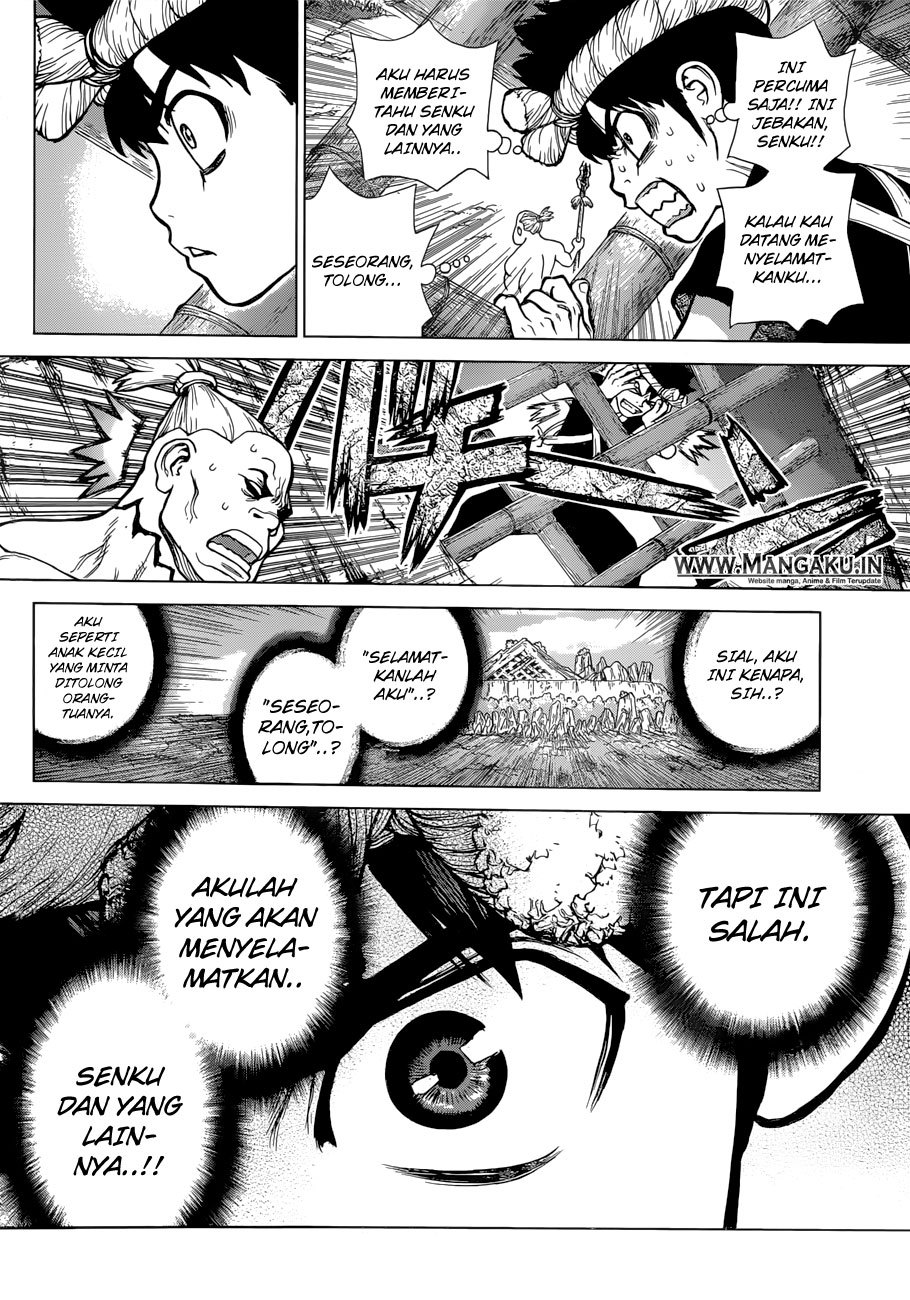 INI
PERCUMA
SAJA!! INI
JEBAKAN,
SENKU!!
KALAU KAU
DATANG ME-
NYELAMAT-
KANKU...
AKU HARUS
MEMBERI-
TAHU SENKU
DAN YANG
LAINNYA..
SESEORANG,
TOLONG...
WWW.MANGAKU.IN
Website manga, Anime & Film Terupdate
SIAL, AKU
INI KENAPA,
SIH..?
"SELAMAT-
KANLAH
AKU"..?
"SESEO-
RANG,TO-
LONG"..?
AKU
SEPERTI
ANAK KECIL
YANG MINTA
DITOLONG
ORANG-
TUANYA.
TAPI INI
SALAH.
AKULAH
YANG AKAN
MENYELA-
MATKAN..
SENKU
DAN YANG
LAIN-
NYA..!!